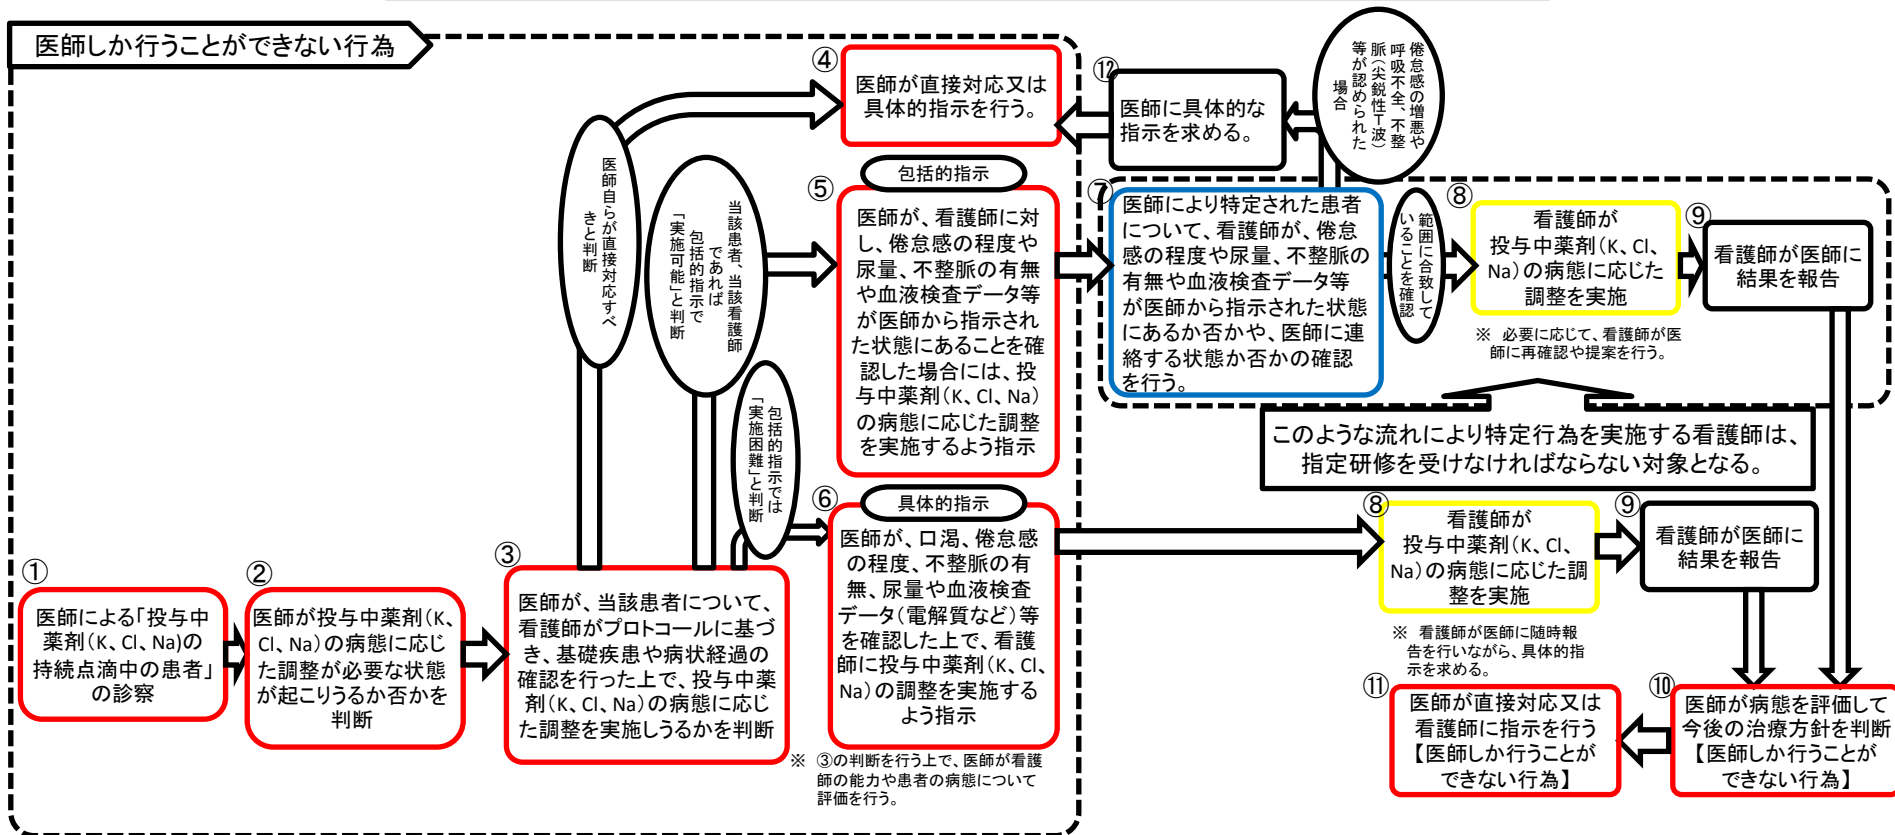 医師しか行うことができない行為
①
医師による「投与中
薬剤(K、Cl、Na)の
持続点滴中の患者」
の診察
②
医師が投与中薬剤(K、
Cl、Na)の病態に応じ
た調整が必要な状態
が起こりうるか否かを
判断
③
医師が、当該患者について、
看護師がプロトコールに基づ
き、基礎疾患や病状経過の
確認を行った上で、投与中薬
剤(K、Cl、Na)の病態に応じ
た調整を実施しうるかを判断
※ ③の判断を行う上で、医師が看護
師の能力や患者の病態について
評価を行う。
医師自らが直接対応すべ
きと判断
当該患者、当該看護師
であれば
包括的指示で
「実施可能」と判断
包括的指示では
「実施困難」と判断
④
医師が直接対応又は
具体的指示を行う。
⑤
包括的指示
医師が、看護師に対
し、倦怠感の程度や
尿量、不整脈の有無
や血液検査データ等
が医師から指示され
た状態にあることを確
認した場合には、投
与中薬剤(K、Cl、Na)
の病態に応じた調整
を実施するよう指示
⑥
具体的指示
医師が、口渇、倦怠感
の程度、不整脈の有
無、尿量や血液検査
データ(電解質など)等
を確認した上で、看護
師に投与中薬剤(K、Cl、
Na)の調整を実施する
よう指示
⑫
医師に具体的な
指示を求める。
倦怠感の増悪や
呼吸不全、不整
脈(尖鋭性T波)
等が認められた
場合
⑦
医師により特定された患者
について、看護師が、倦怠
感の程度や尿量、不整脈の
有無や血液検査データ等
が医師から指示された状態
にあるか否かや、医師に連
絡する状態か否かの確認
を行う。
範囲に合致して
いることを確認
⑧
看護師が
投与中薬剤(K、Cl、
Na)の病態に応じた
調整を実施
※ 必要に応じて、看護師が医
師に再確認や提案を行う。
⑨
看護師が医師に
結果を報告
このような流れにより特定行為を実施する看護師は、
指定研修を受けなければならない対象となる。
⑧
看護師が
投与中薬剤(K、Cl、
Na)の病態に応じた調
整を実施
※ 看護師が医師に随時報
告を行いながら、具体的指
示を求める。
⑨
看護師が医師に
結果を報告
⑩
医師が病態を評価して
今後の治療方針を判断
【医師しか行うことが
できない行為】
⑪
医師が直接対応又は
看護師に指示を行う
【医師しか行うことが
できない行為】